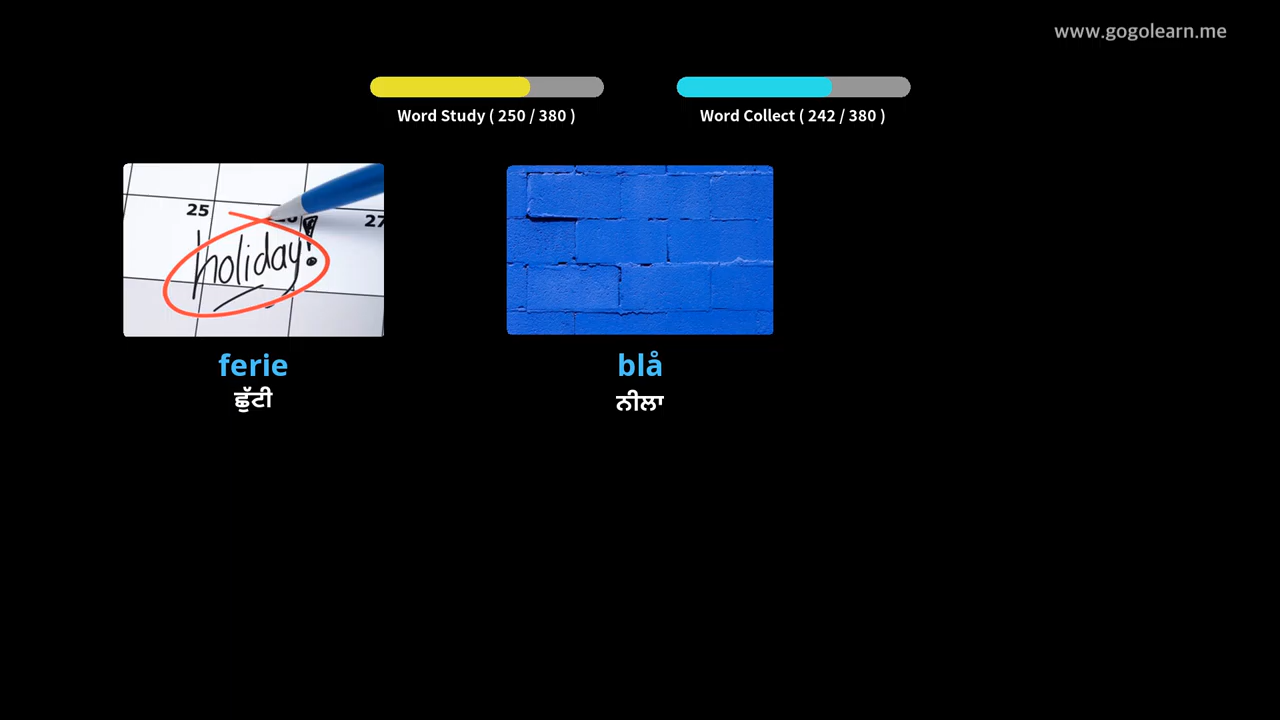 www.gogolearn.me
Word Study ( 250 / 380 )
Word Collect ( 242 / 380 )
25
27
holiday!
ferie
ਛੁੱਟੀ
blå
ਨੀਲਾ